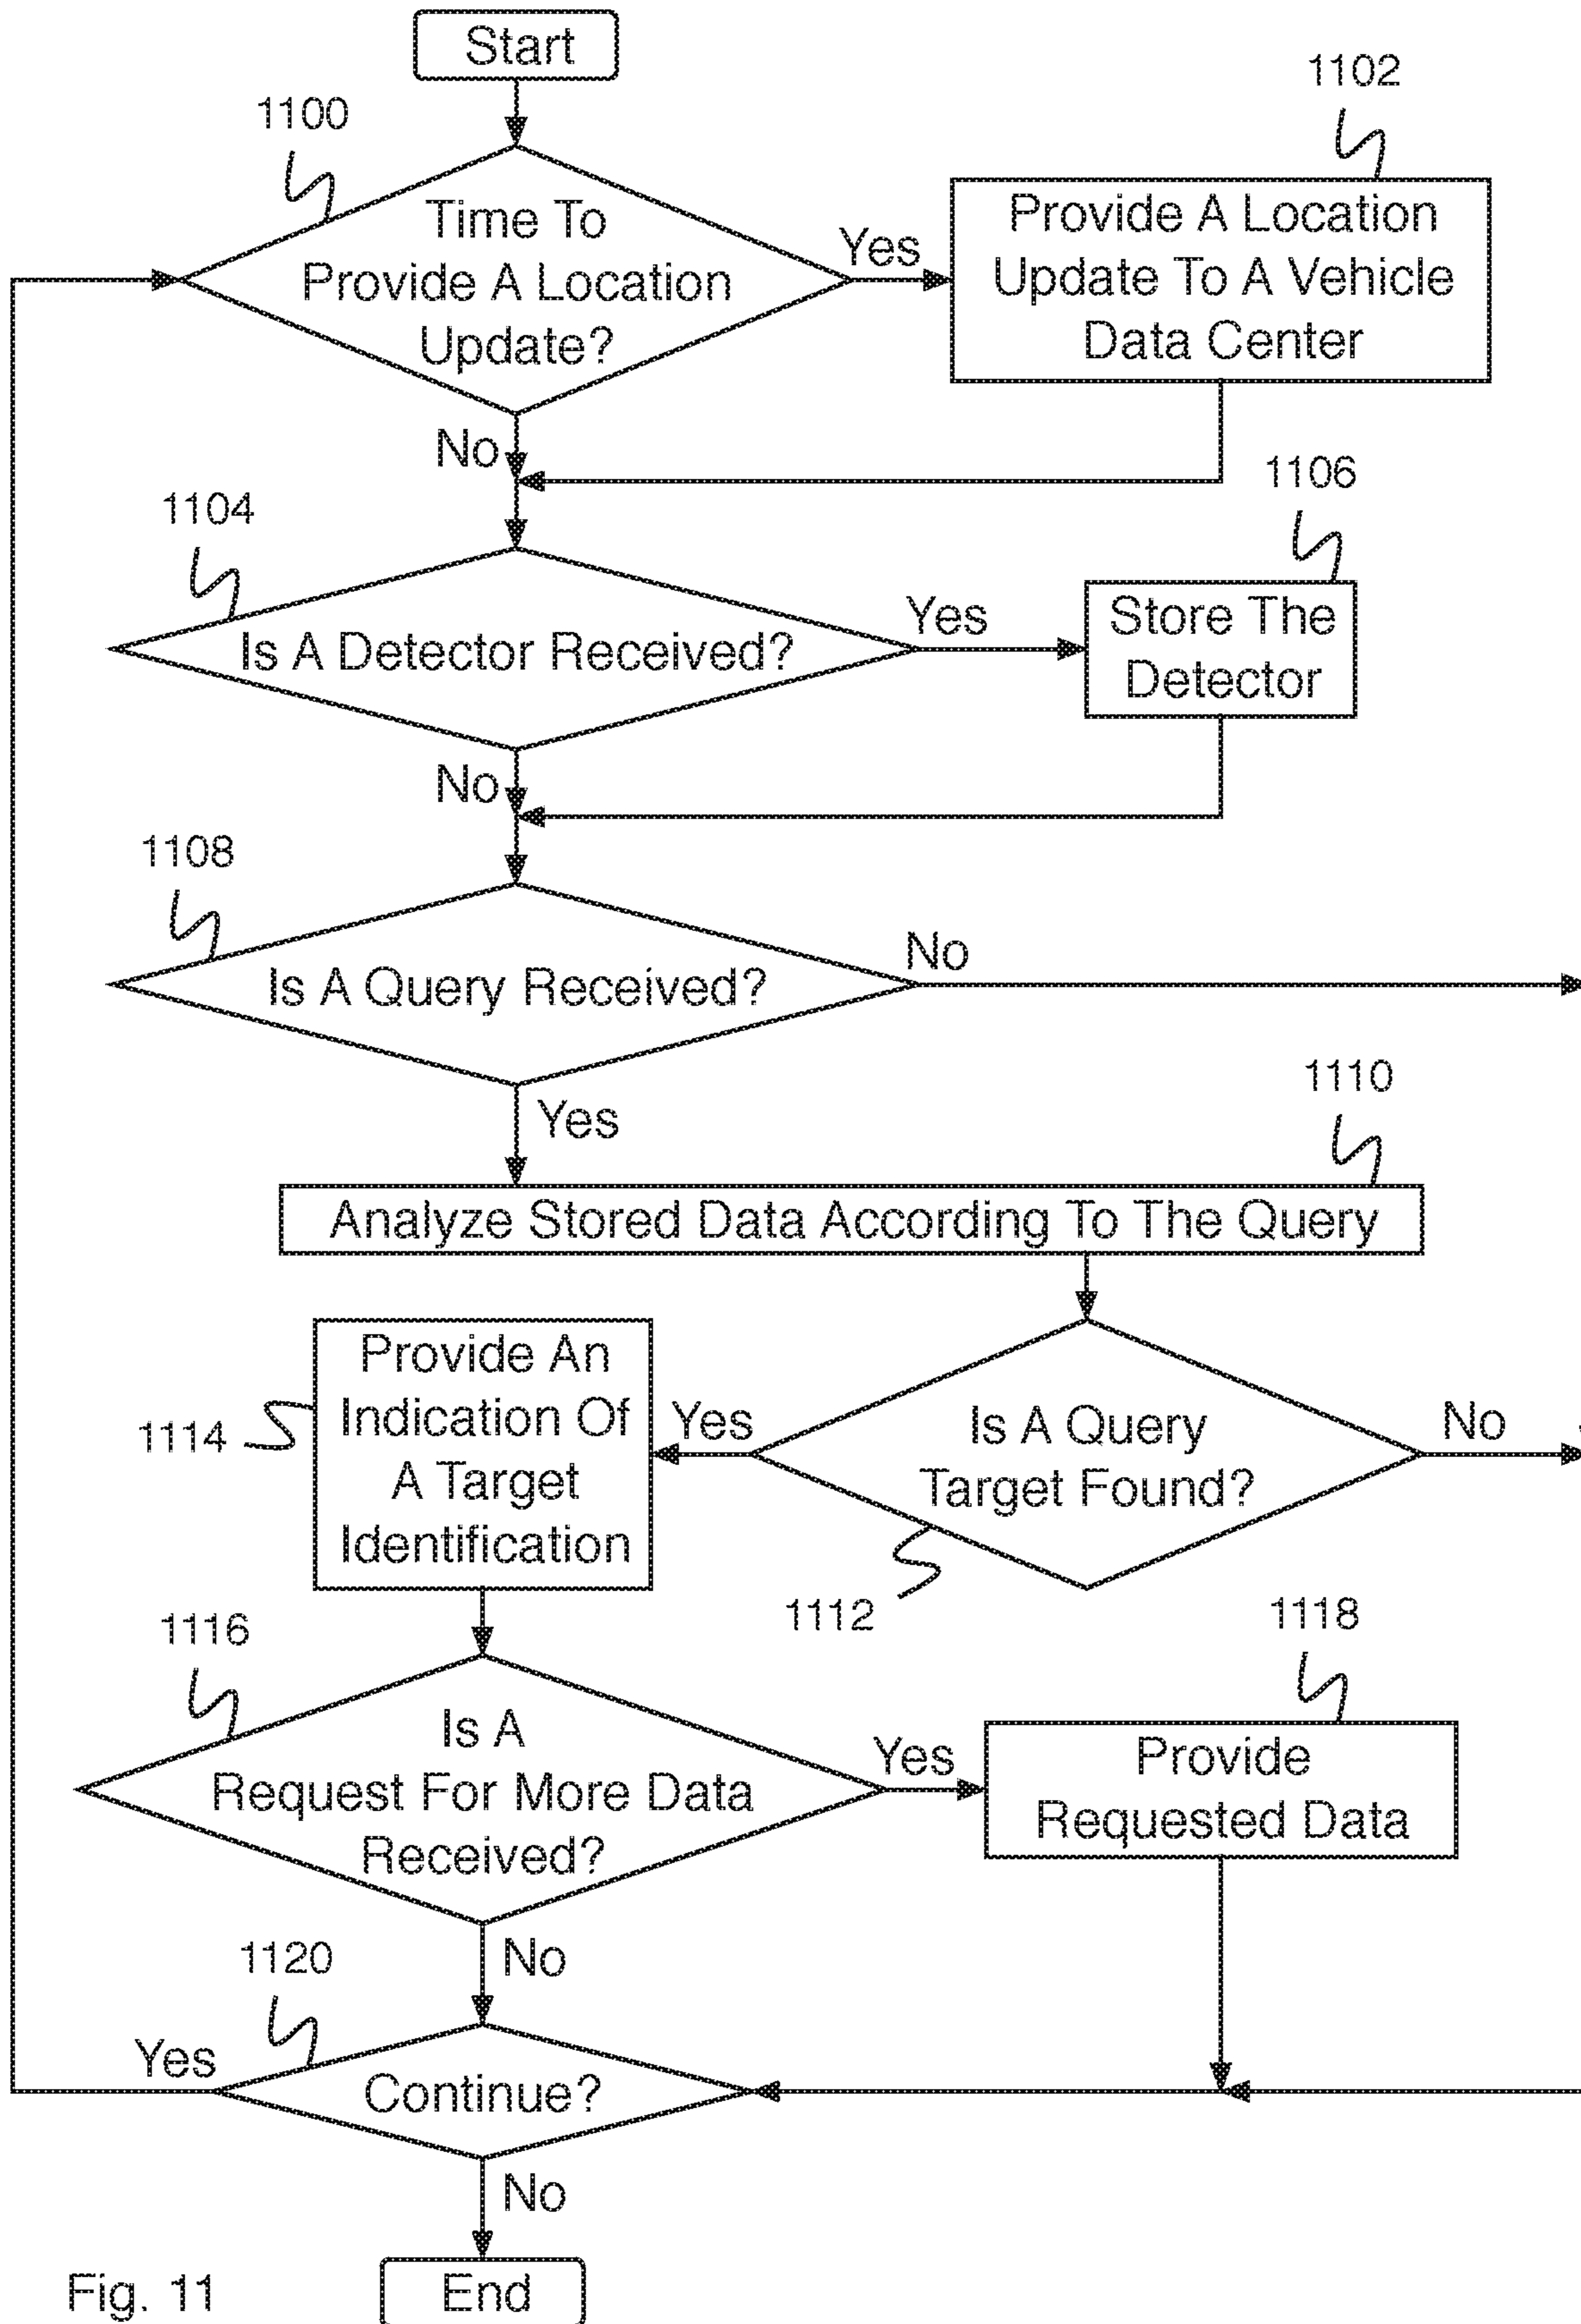 Start
1100
1102
Time To
Provide A Location
Update?
Yes
Provide A Location
Update To A Vehicle
Data Center
No
1104
1106
Is A Detector Received?
Yes
Store The
Detector
No
1108
Is A Query Received?
No
Yes
1110
Analyze Stored Data According To The Query
Provide An
Indication Of
A Target
Identification
1114
Yes
Is A Query
Target Found?
No
1112
1116
1118
Is A
Request For More Data
Received?
Yes
Provide
Requested Data
No
1120
Yes
Continue?
No
End
Fig. 11